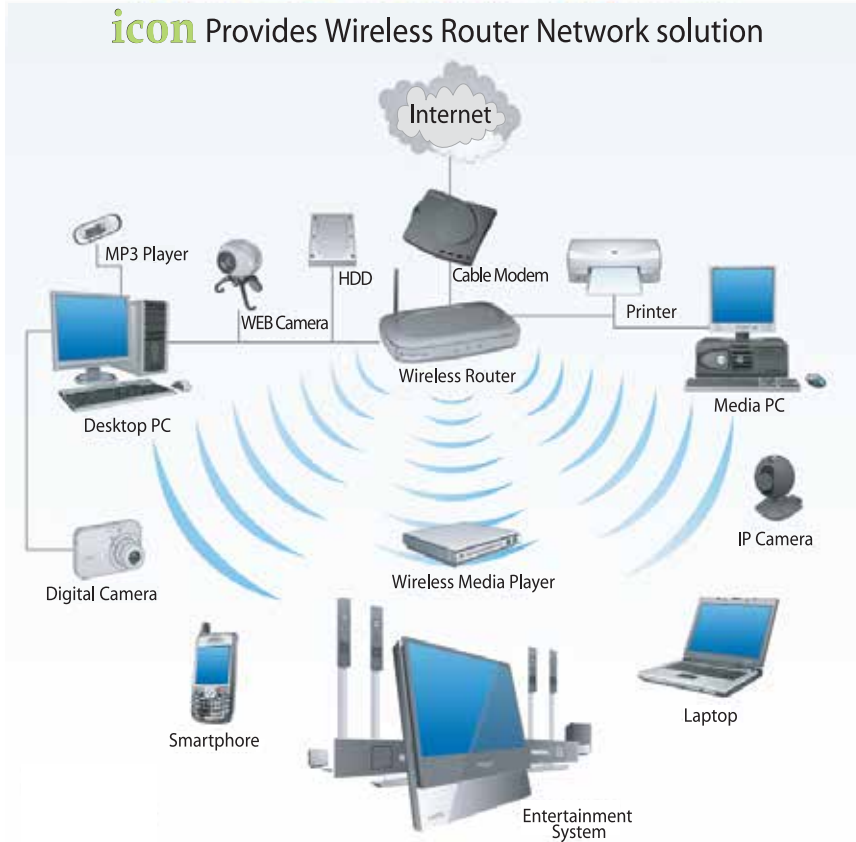 icon Provides Wireless Router Network solution
Internet
MP3 Player
HDD
Cable Modem
WEB Camera
Printer
Wireless Router
Desktop PC
Media PC
IP Camera
Wireless Media Player
Digital Camera
Smartphore
Laptop
Entertainment
System